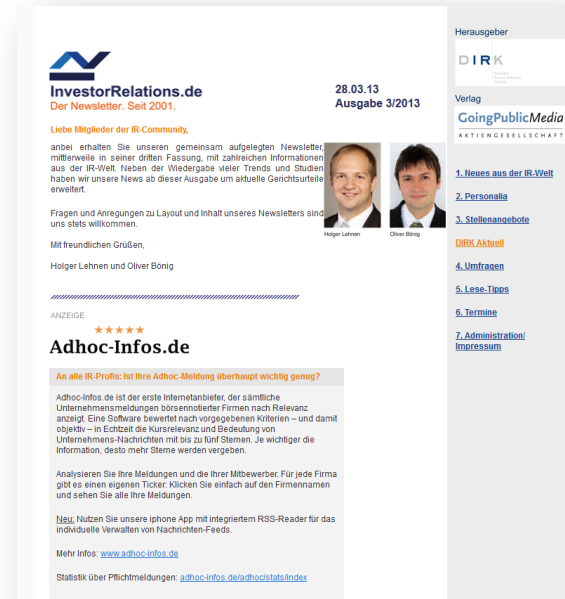 InvestorRelations.de
Der Newsletter. Seit 2001.
28.03.13
Ausgabe 3/2013
Liebe Mitglieder der IR-Community,
anbei erhalten Sie unseren gemeinsam aufgelegten Newsletter,
mittlerweile in seiner dritten Fassung, mit zahlreichen Informationen
aus der IR-Welt. Neben der Wiedergabe vieler Trends und Studien
haben wir unsere News ab dieser Ausgabe um aktuelle Gerichtsurteile
erweitert.
Fragen und Anregungen zu Layout und Inhalt unseres Newsletters sind
uns stets willkommen.
Mit freundlichen Grüßen,
Holger Lehnen und Oliver Bönig
Holger Lehnen
Oliver Bönig
ANZEIGE
Adhoc-Infos.de
An alle IR-Profis: Ist Ihre Adhoc-Meldung überhaupt wichtig genug?
Adhoc-Infos.de ist der erste Internetanbieter, der sämtliche
Unternehmensmeldungen börsennotierter Firmen nach Relevanz
anzeigt. Eine Software bewertet nach vorgegebenen Kriterien – und damit
objektiv – in Echtzeit die Kursrelevanz und Bedeutung von
Unternehmens-Nachrichten mit bis zu fünf Sternen. Je wichtiger die
Information, desto mehr Sterne werden vergeben.
Analysieren Sie Ihre Meldungen und die Ihrer Mitbewerber. Für jede Firma
gibt es einen eigenen Ticker: Klicken Sie einfach auf den Firmennamen
und sehen Sie alle Ihre Meldungen.
Neu: Nutzen Sie unsere iphone App mit integriertem RSS-Reader für das
individuelle Verwalten von Nachrichten-Feeds.
Mehr Infos: www.adhoc-infos.de
Statistik über Pflichtmeldungen: adhoc-infos.de/adhoc/stats/index
Herausgeber
DIRK
Verlag
GoingPublicMedia
AKTIENGESELLSCHAFT
1. Neues aus der IR-Welt
2. Personalia
3. Stellenangebote
DIRK Aktuell
4. Umfragen
5. Lese-Tipps
6. Termine
7. Administration/
Impressum